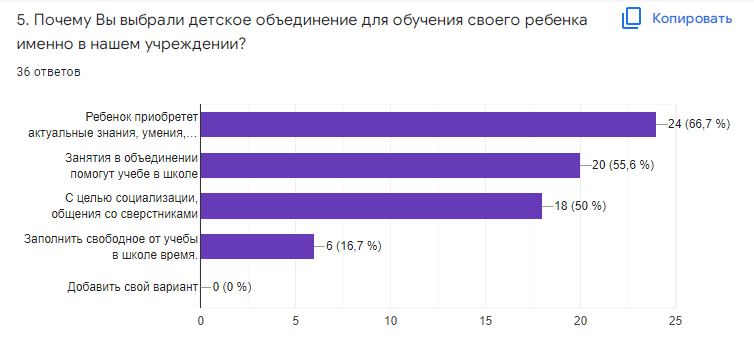 5. Почему Вы выбрали детское объединение для обучения своего ребенка
именно в нашем учреждении?
Копировать
36 ответов
Ребенок приобретет
актуальные знания, умения,…
24 (66,7 %)
Занятия в объединении
помогут учебе в школе
20 (55,6 %)
С целью социализации,
общения со сверстниками
18 (50 %)
Заполнить свободное от учебы
в школе время.
6 (16,7 %)
Добавить свой вариант
0 (0 %)
0 5 10 15 20 25